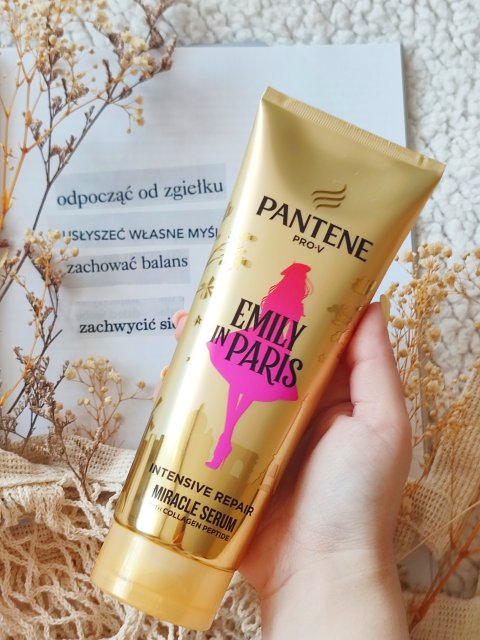 odpocząć od zgiełku
USŁYSZEĆ WŁASNE MYŚL
zachować balans
zachwycić się
PANTENE
PRO-V
EMILY
IN PARIS
INTENSIVE REPAIR
MIRACLE SERUM
WITH COLLAGEN PEPTIDE